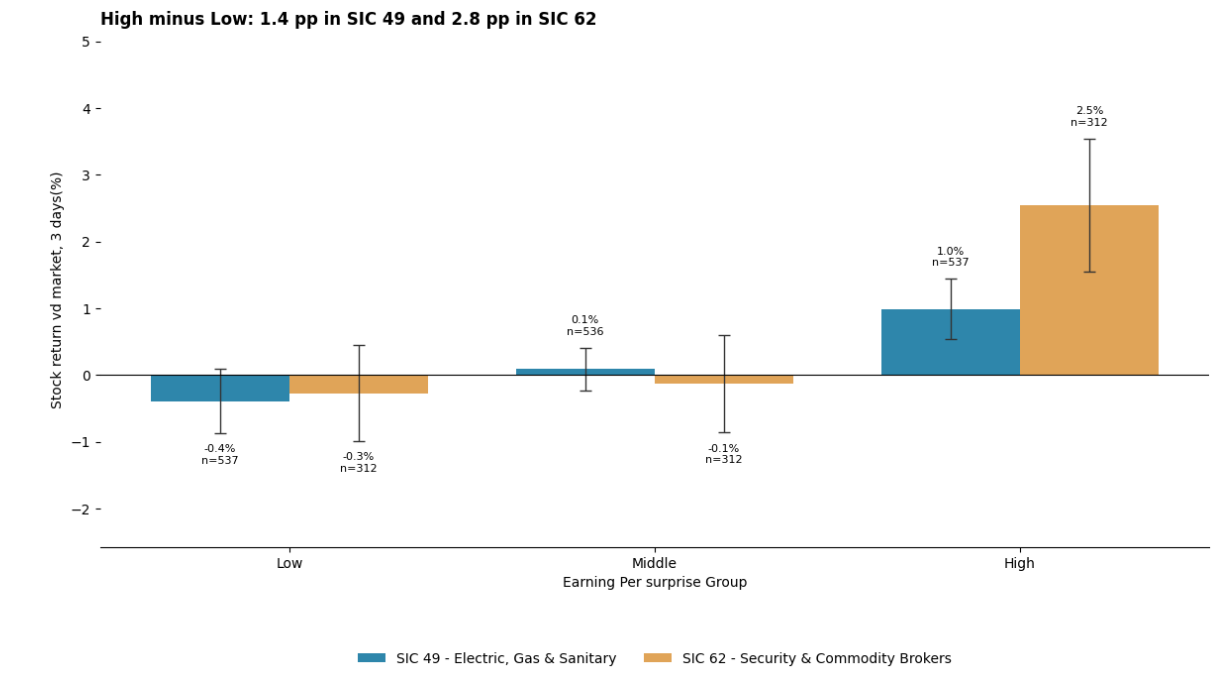 High minus Low: 1.4 pp in SIC 49 and 2.8 pp in SIC 62
5
4
3
2
1
0
−1
−2
Stock return vd market, 3 days(%)
-0.4%
n=537
-0.3%
n=312
0.1%
n=536
-0.1%
n=312
1.0%
n=537
2.5%
n=312
Low
Middle
High
Earning Per surprise Group
SIC 49 - Electric, Gas & Sanitary
SIC 62 - Security & Commodity Brokers